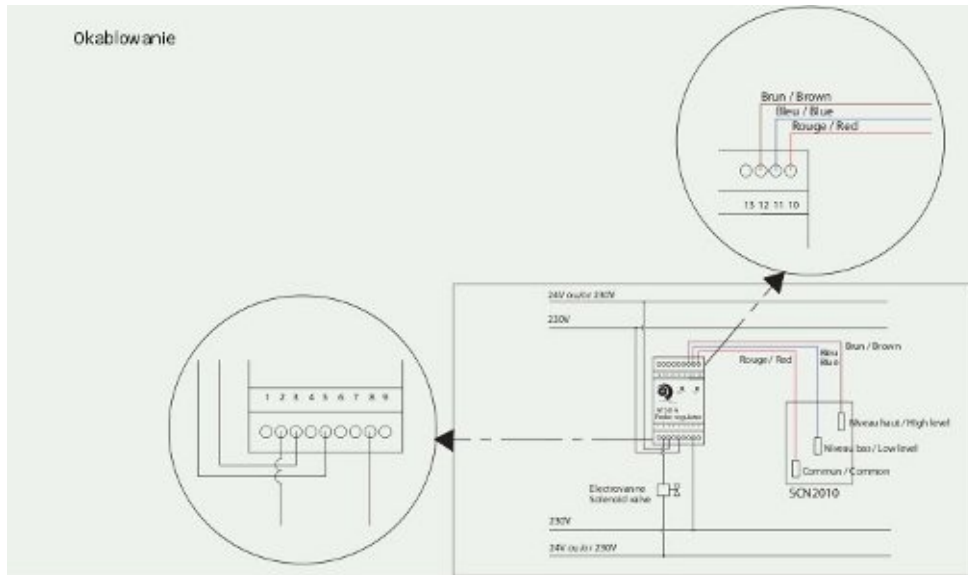 Okablowanie
Brun / Brown
Bleu / Blue
Rouge / Red
13 12 11 10
24V ou/or 230V
230V
Brun / Brown
Bleu
Blue
Rouge / Red
1 2 3 4 5 6 7 8 9
Niveau haut / High level
Niveau bas / Low level
Commun / Common
SCN2010
Electrovanne
Solenoid valve
230V
24V ou/or 230V